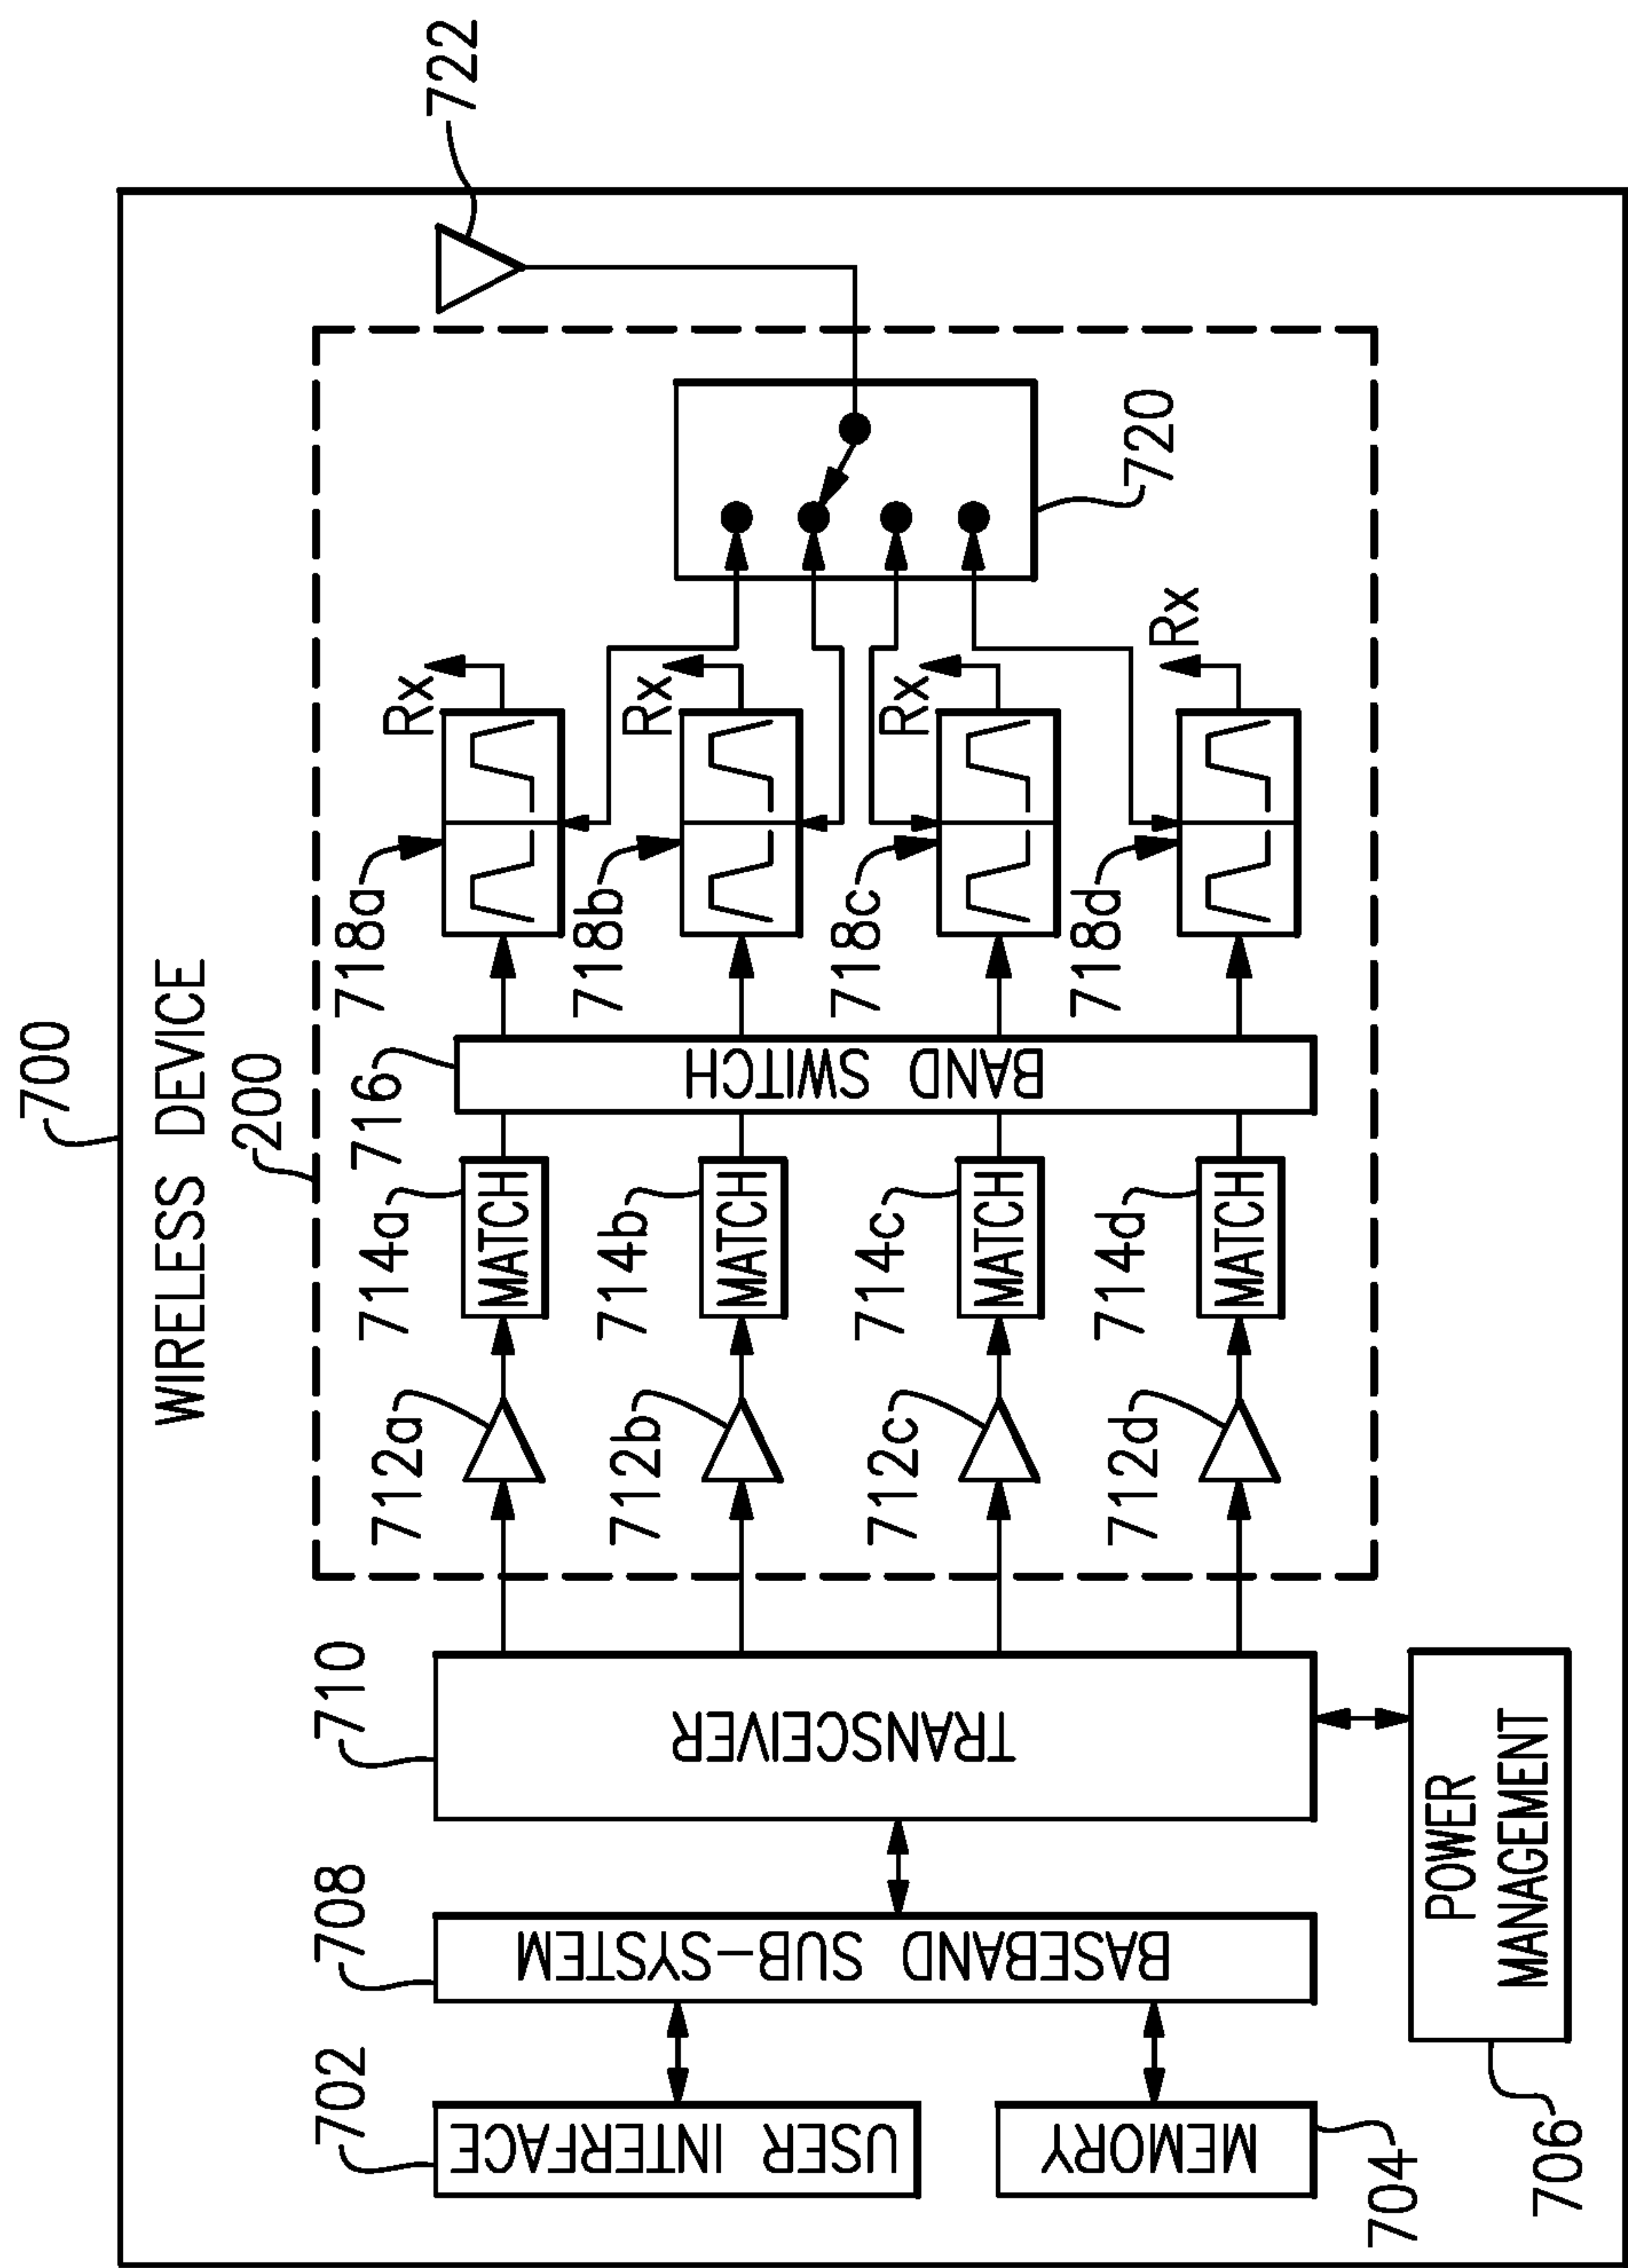 700
WIRELESS DEVICE
200
702
USER INTERFACE
704
MEMORY
708
BASEBAND SUB-SYSTEM
710
TRANSCEIVER
706
POWER
MANAGEMENT
712a
714a
MATCH
716
BAND SWITCH
718a
Rx
712b
714b
MATCH
718b
Rx
712c
714c
MATCH
718c
Rx
712d
714d
MATCH
718d
Rx
720
722